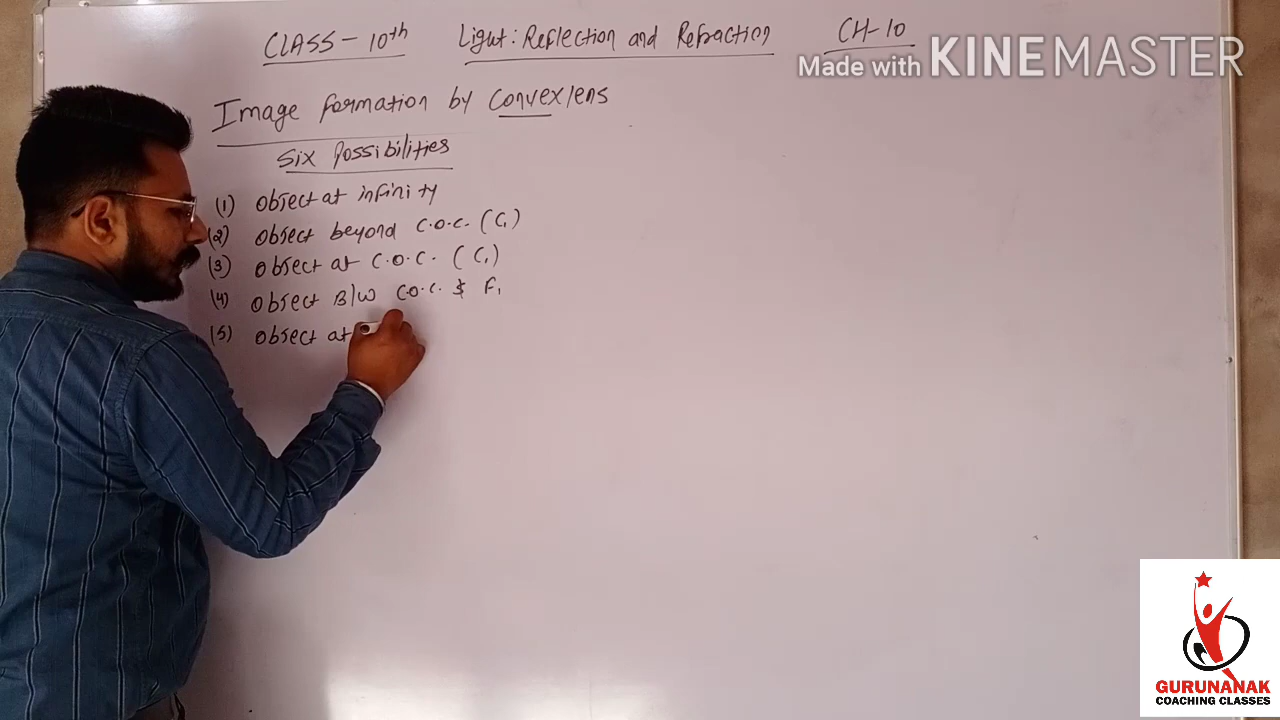 CLASS - 10th Light: Reflection and Refraction CH-10
Made with KINEMASTER
Image formation by Convex lens
Six Possibilities
(1) Object at infinity
(2) Object beyond C.O.C. (C1)
(3) Object at C.O.C. (C1)
(4) Object B/W C.O.C. & F1
(5) Object at
GURUNANAK
COACHING CLASSES